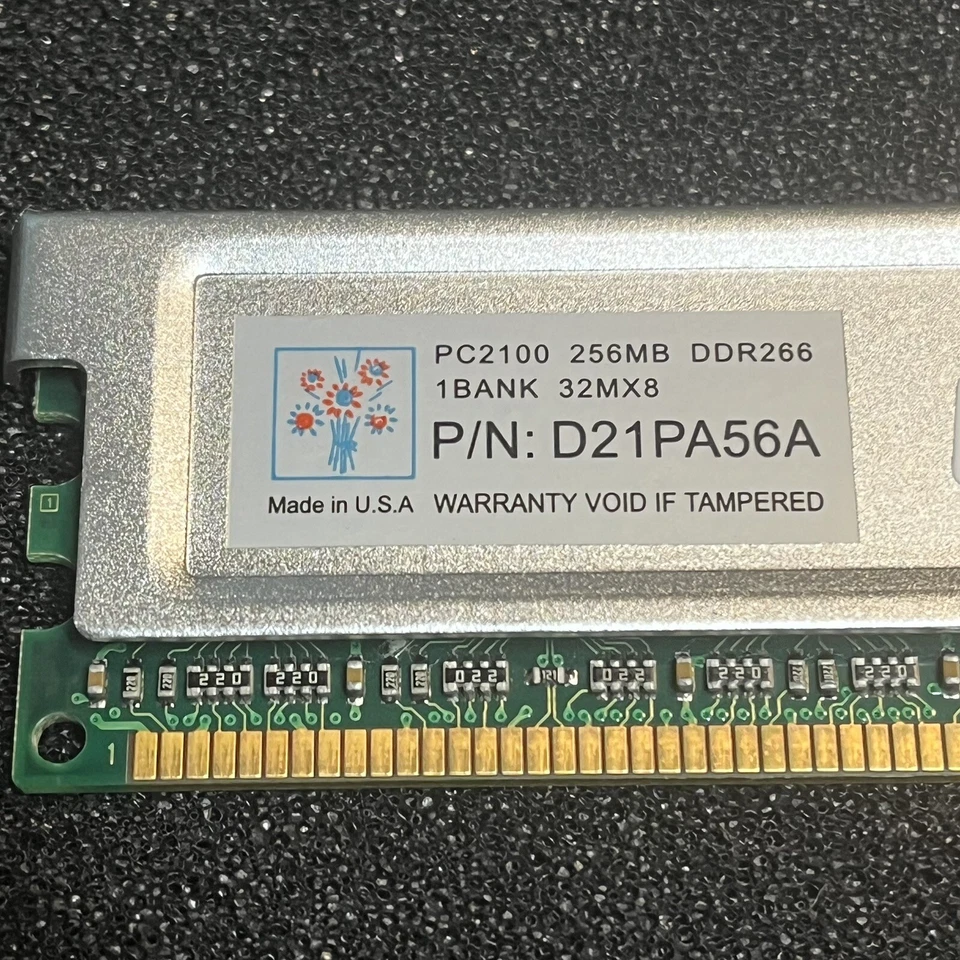 PC2100 256MB DDR266
1BANK 32MX8
P/N: D21PA56A
Made in U.S.A WARRANTY VOID IF TAMPERED
1
220 220 022 121 022 220 220
1